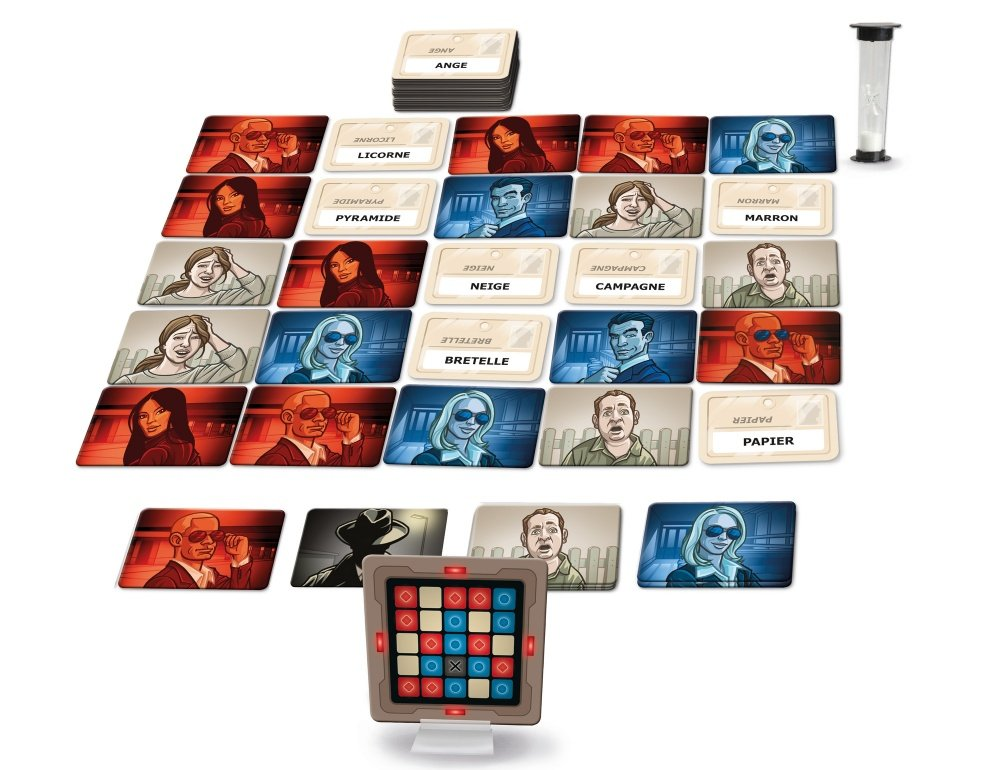 ANGE
ANGE
LICORNE
LICORNE
PYRAMIDE
PYRAMIDE
MARRON
MARRON
NEIGE
NEIGE
CAMPAGNE
CAMPAGNE
BRETELLE
BRETELLE
PAPIER
PAPIER